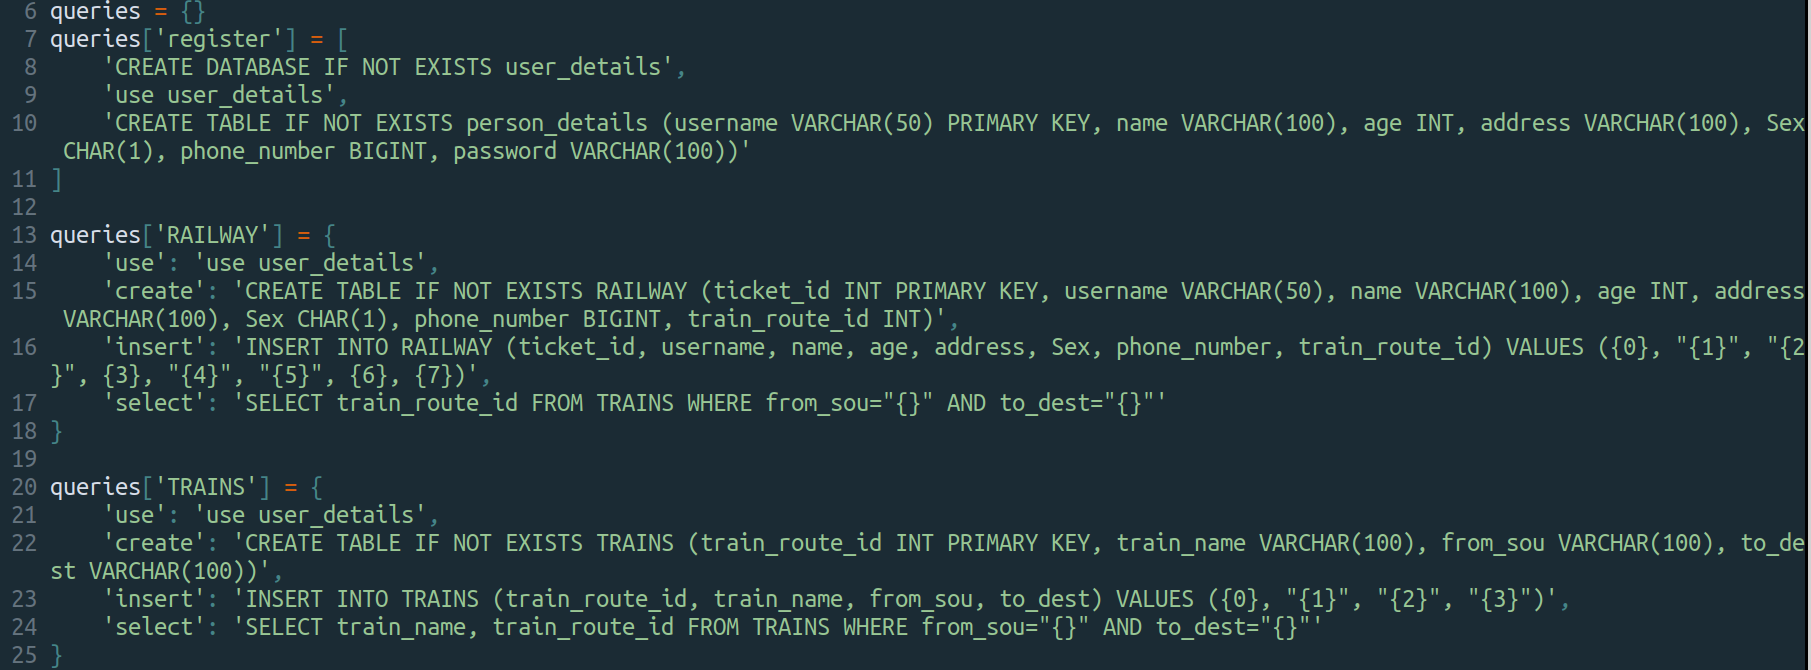 6 queries = {}
7 queries['register'] = [
8     'CREATE DATABASE IF NOT EXISTS user_details',
9     'use user_details',
10     'CREATE TABLE IF NOT EXISTS person_details (username VARCHAR(50) PRIMARY KEY, name VARCHAR(100), age INT, address VARCHAR(100), Sex
CHAR(1), phone_number BIGINT, password VARCHAR(100))'
11 ]
12
13 queries['RAILWAY'] = {
14     'use': 'use user_details',
15     'create': 'CREATE TABLE IF NOT EXISTS RAILWAY (ticket_id INT PRIMARY KEY, username VARCHAR(50), name VARCHAR(100), age INT, address
VARCHAR(100), Sex CHAR(1), phone_number BIGINT, train_route_id INT)',
16     'insert': 'INSERT INTO RAILWAY (ticket_id, username, name, age, address, Sex, phone_number, train_route_id) VALUES ({0}, "{1}", "{2
}", {3}, "{4}", "{5}", {6}, {7})',
17     'select': 'SELECT train_route_id FROM TRAINS WHERE from_sou="{}" AND to_dest="{}"'
18 }
19
20 queries['TRAINS'] = {
21     'use': 'use user_details',
22     'create': 'CREATE TABLE IF NOT EXISTS TRAINS (train_route_id INT PRIMARY KEY, train_name VARCHAR(100), from_sou VARCHAR(100), to_de
st VARCHAR(100))',
23     'insert': 'INSERT INTO TRAINS (train_route_id, train_name, from_sou, to_dest) VALUES ({0}, "{1}", "{2}", "{3}")',
24     'select': 'SELECT train_name, train_route_id FROM TRAINS WHERE from_sou="{}" AND to_dest="{}"'
25 }